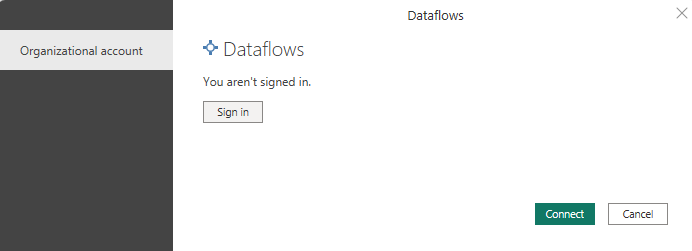 Dataflows
Organizational account
Dataflows
You aren't signed in.
Sign in
Connect
Cancel